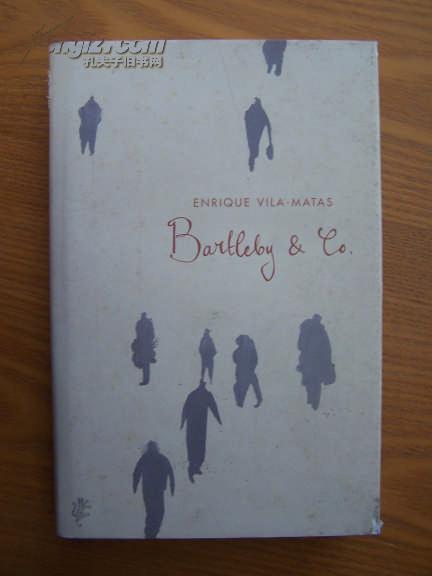 kongfz.com
孔夫子旧书网
ENRIQUE VILA-MATAS
Bartleby & Co.